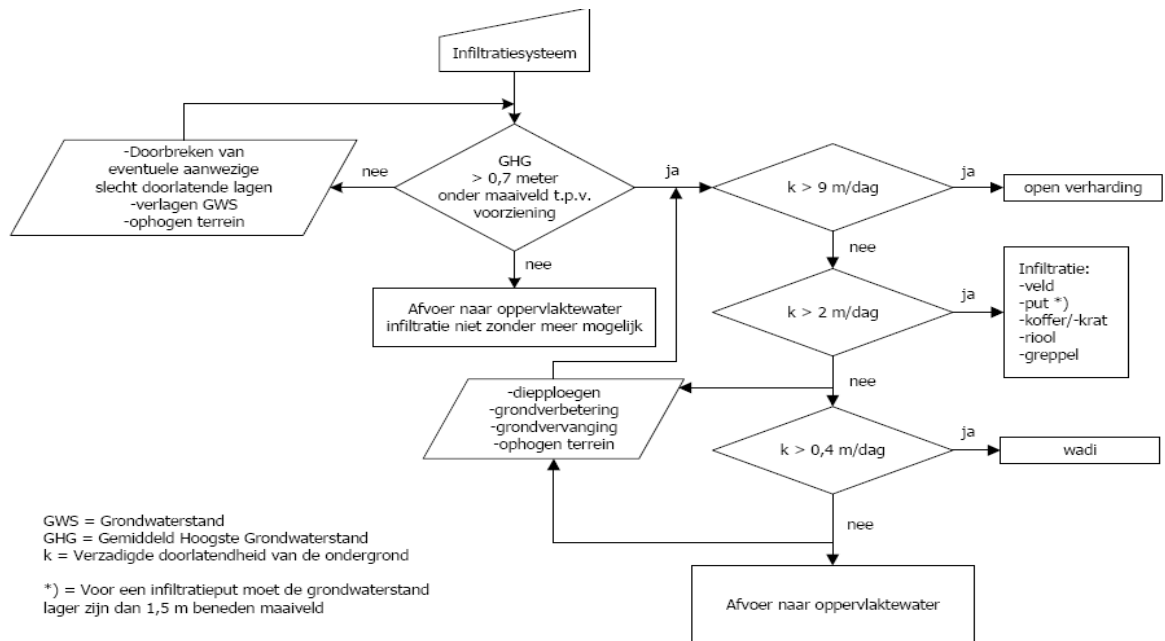 Infiltratiesysteem
-Doorbreken van
eventuele aanwezige
slecht doorlatende lagen
-verlagen GWS
-ophogen terrein
nee
GHG
> 0,7 meter
onder maaiveld t.p.v.
voorziening
ja
k > 9 m/dag
ja
open verharding
nee
nee
Afvoer naar oppervlaktewater
infiltratie niet zonder meer mogelijk
k > 2 m/dag
ja
Infiltratie:
-veld
-put *)
-koffer/-krat
-riool
-greppel
nee
-diepploegen
-grondverbetering
-grondvervanging
-ophogen terrein
k > 0,4 m/dag
ja
wadi
nee
Afvoer naar oppervlaktewater
GWS = Grondwaterstand
GHG = Gemiddeld Hoogste Grondwaterstand
k = Verzadigde doorlatendheid van de ondergrond
*) = Voor een infiltratieput moet de grondwaterstand
lager zijn dan 1,5 m beneden maaiveld